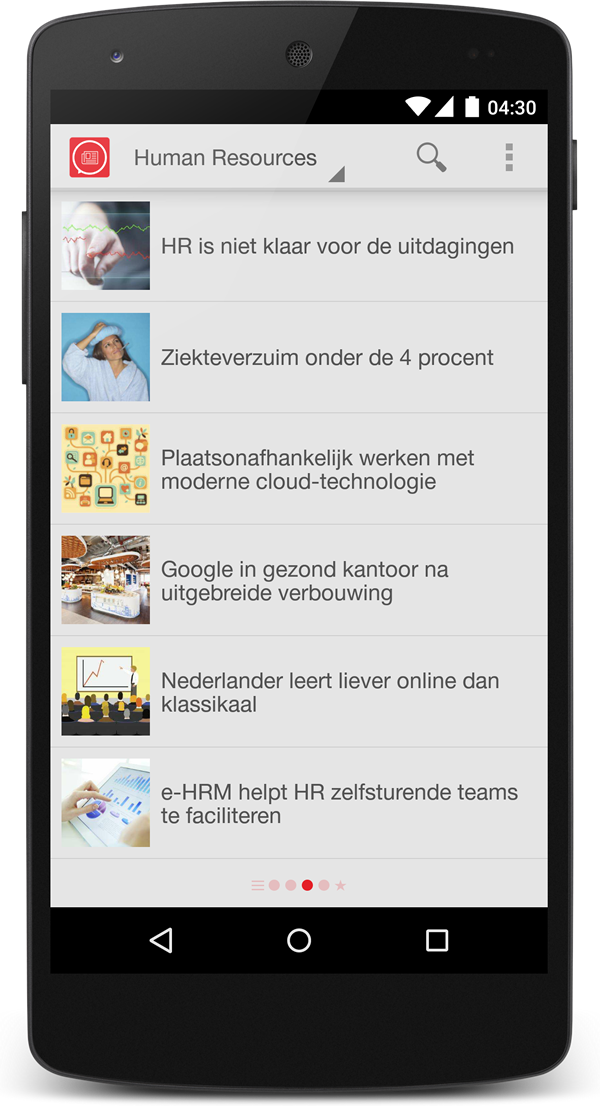 04:30
Human Resources
HR is niet klaar voor de uitdagingen
Ziekteverzuim onder de 4 procent
Plaatsonafhankelijk werken met
moderne cloud-technologie
Google in gezond kantoor na
uitgebreide verbouwing
Nederlander leert liever online dan
klassikaal
e-HRM helpt HR zelfsturende teams
te faciliteren